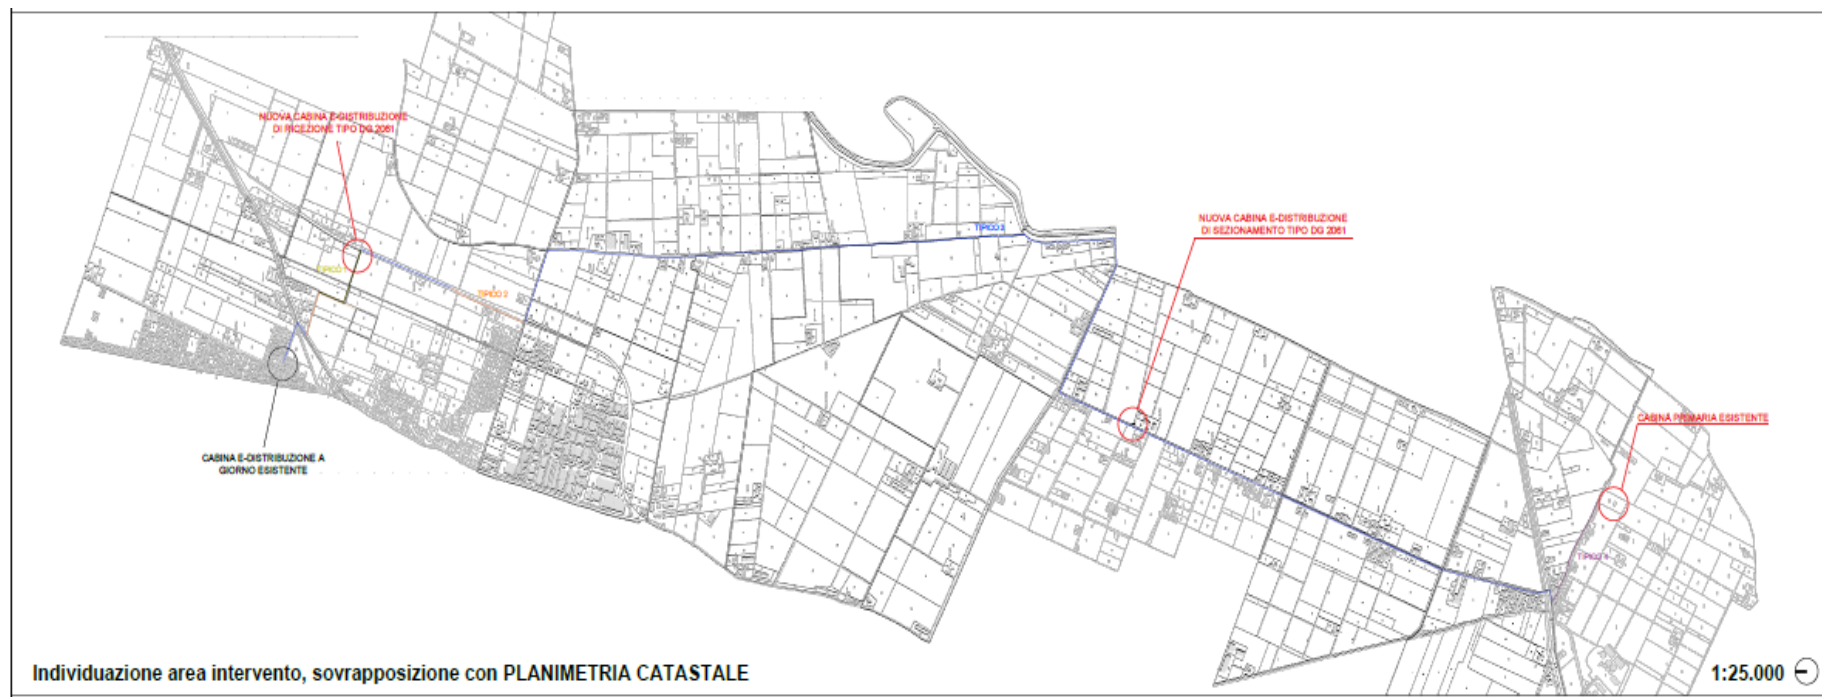 NUOVA CABINA E-DISTRIBUZIONE
DI RICEZIONE TIPO DG 2061
NUOVA CABINA E-DISTRIBUZIONE
DI SEZIONAMENTO TIPO DG 2061
TIPICO 3
TIPICO 1
TIPICO 2
CABINA PRIMARIA ESISTENTE
CABINA E-DISTRIBUZIONE A
GIORNO ESISTENTE
TIPICO 4
Individuazione area intervento, sovrapposizione con PLANIMETRIA CATASTALE
1:25.000